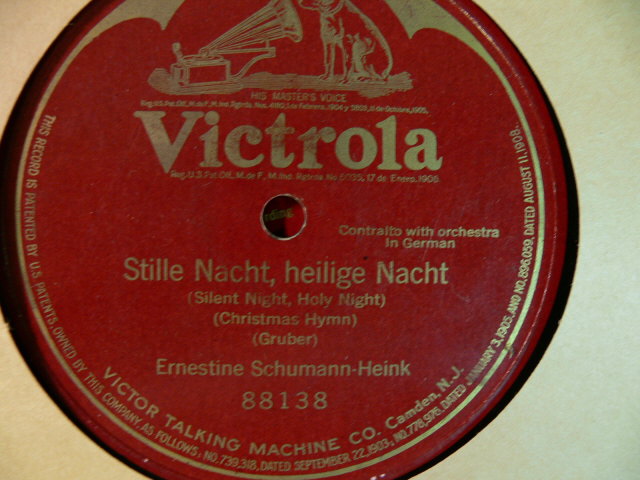 HIS MASTER'S VOICE
Victrola
Contralto with orchestra
In German
Stille Nacht, heilige Nacht
(Silent Night, Holy Night)
(Christmas Hymn)
(Gruber)
Ernestine Schumann-Heink
88138
THIS RECORD IS PATENTED BY U.S. PATENTS, OWNED BY THIS COMPANY, AS FOLLOWS; NO. 739,318, DATED SEPTEMBER 22, 1903; NO. 778,976, DATED JANUARY 3, 1905, AND NO. 896,059, DATED AUGUST 11, 1908.
VICTOR TALKING MACHINE CO. Camden, N.J.